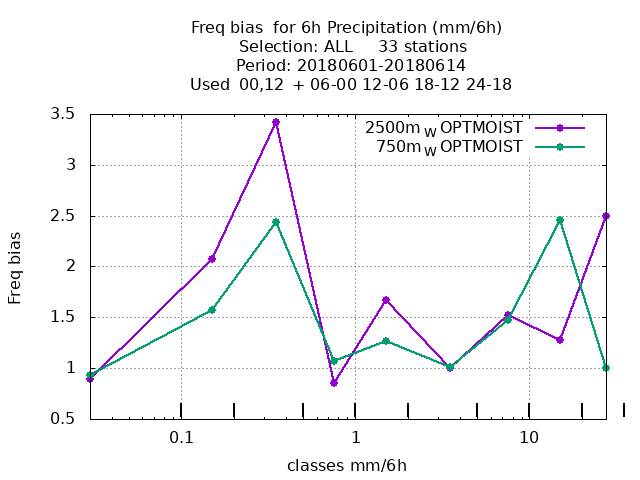 Freq bias  for 6h Precipitation (mm/6h)
Selection: ALL     33 stations
Period: 20180601-20180614
Used  00,12  + 06-00 12-06 18-12 24-18
2500m W OPTMOIST
750m W OPTMOIST
3.5
3
2.5
2
1.5
1
0.5
Freq bias
0.1 1 10
classes mm/6h